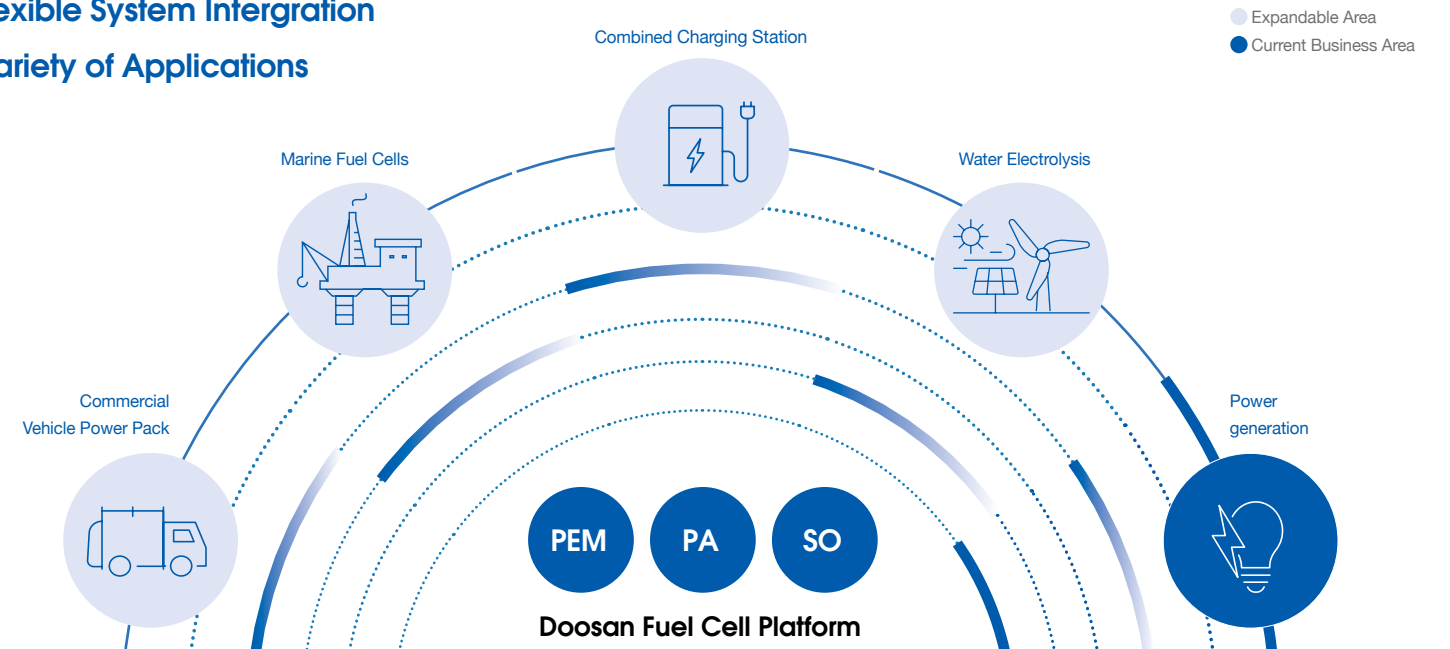 exible System Intergration
ariety of Applications
Expandable Area
Current Business Area
Combined Charging Station
Marine Fuel Cells
Water Electrolysis
Commercial
Vehicle Power Pack
Power
generation
PEM
PA
SO
Doosan Fuel Cell Platform